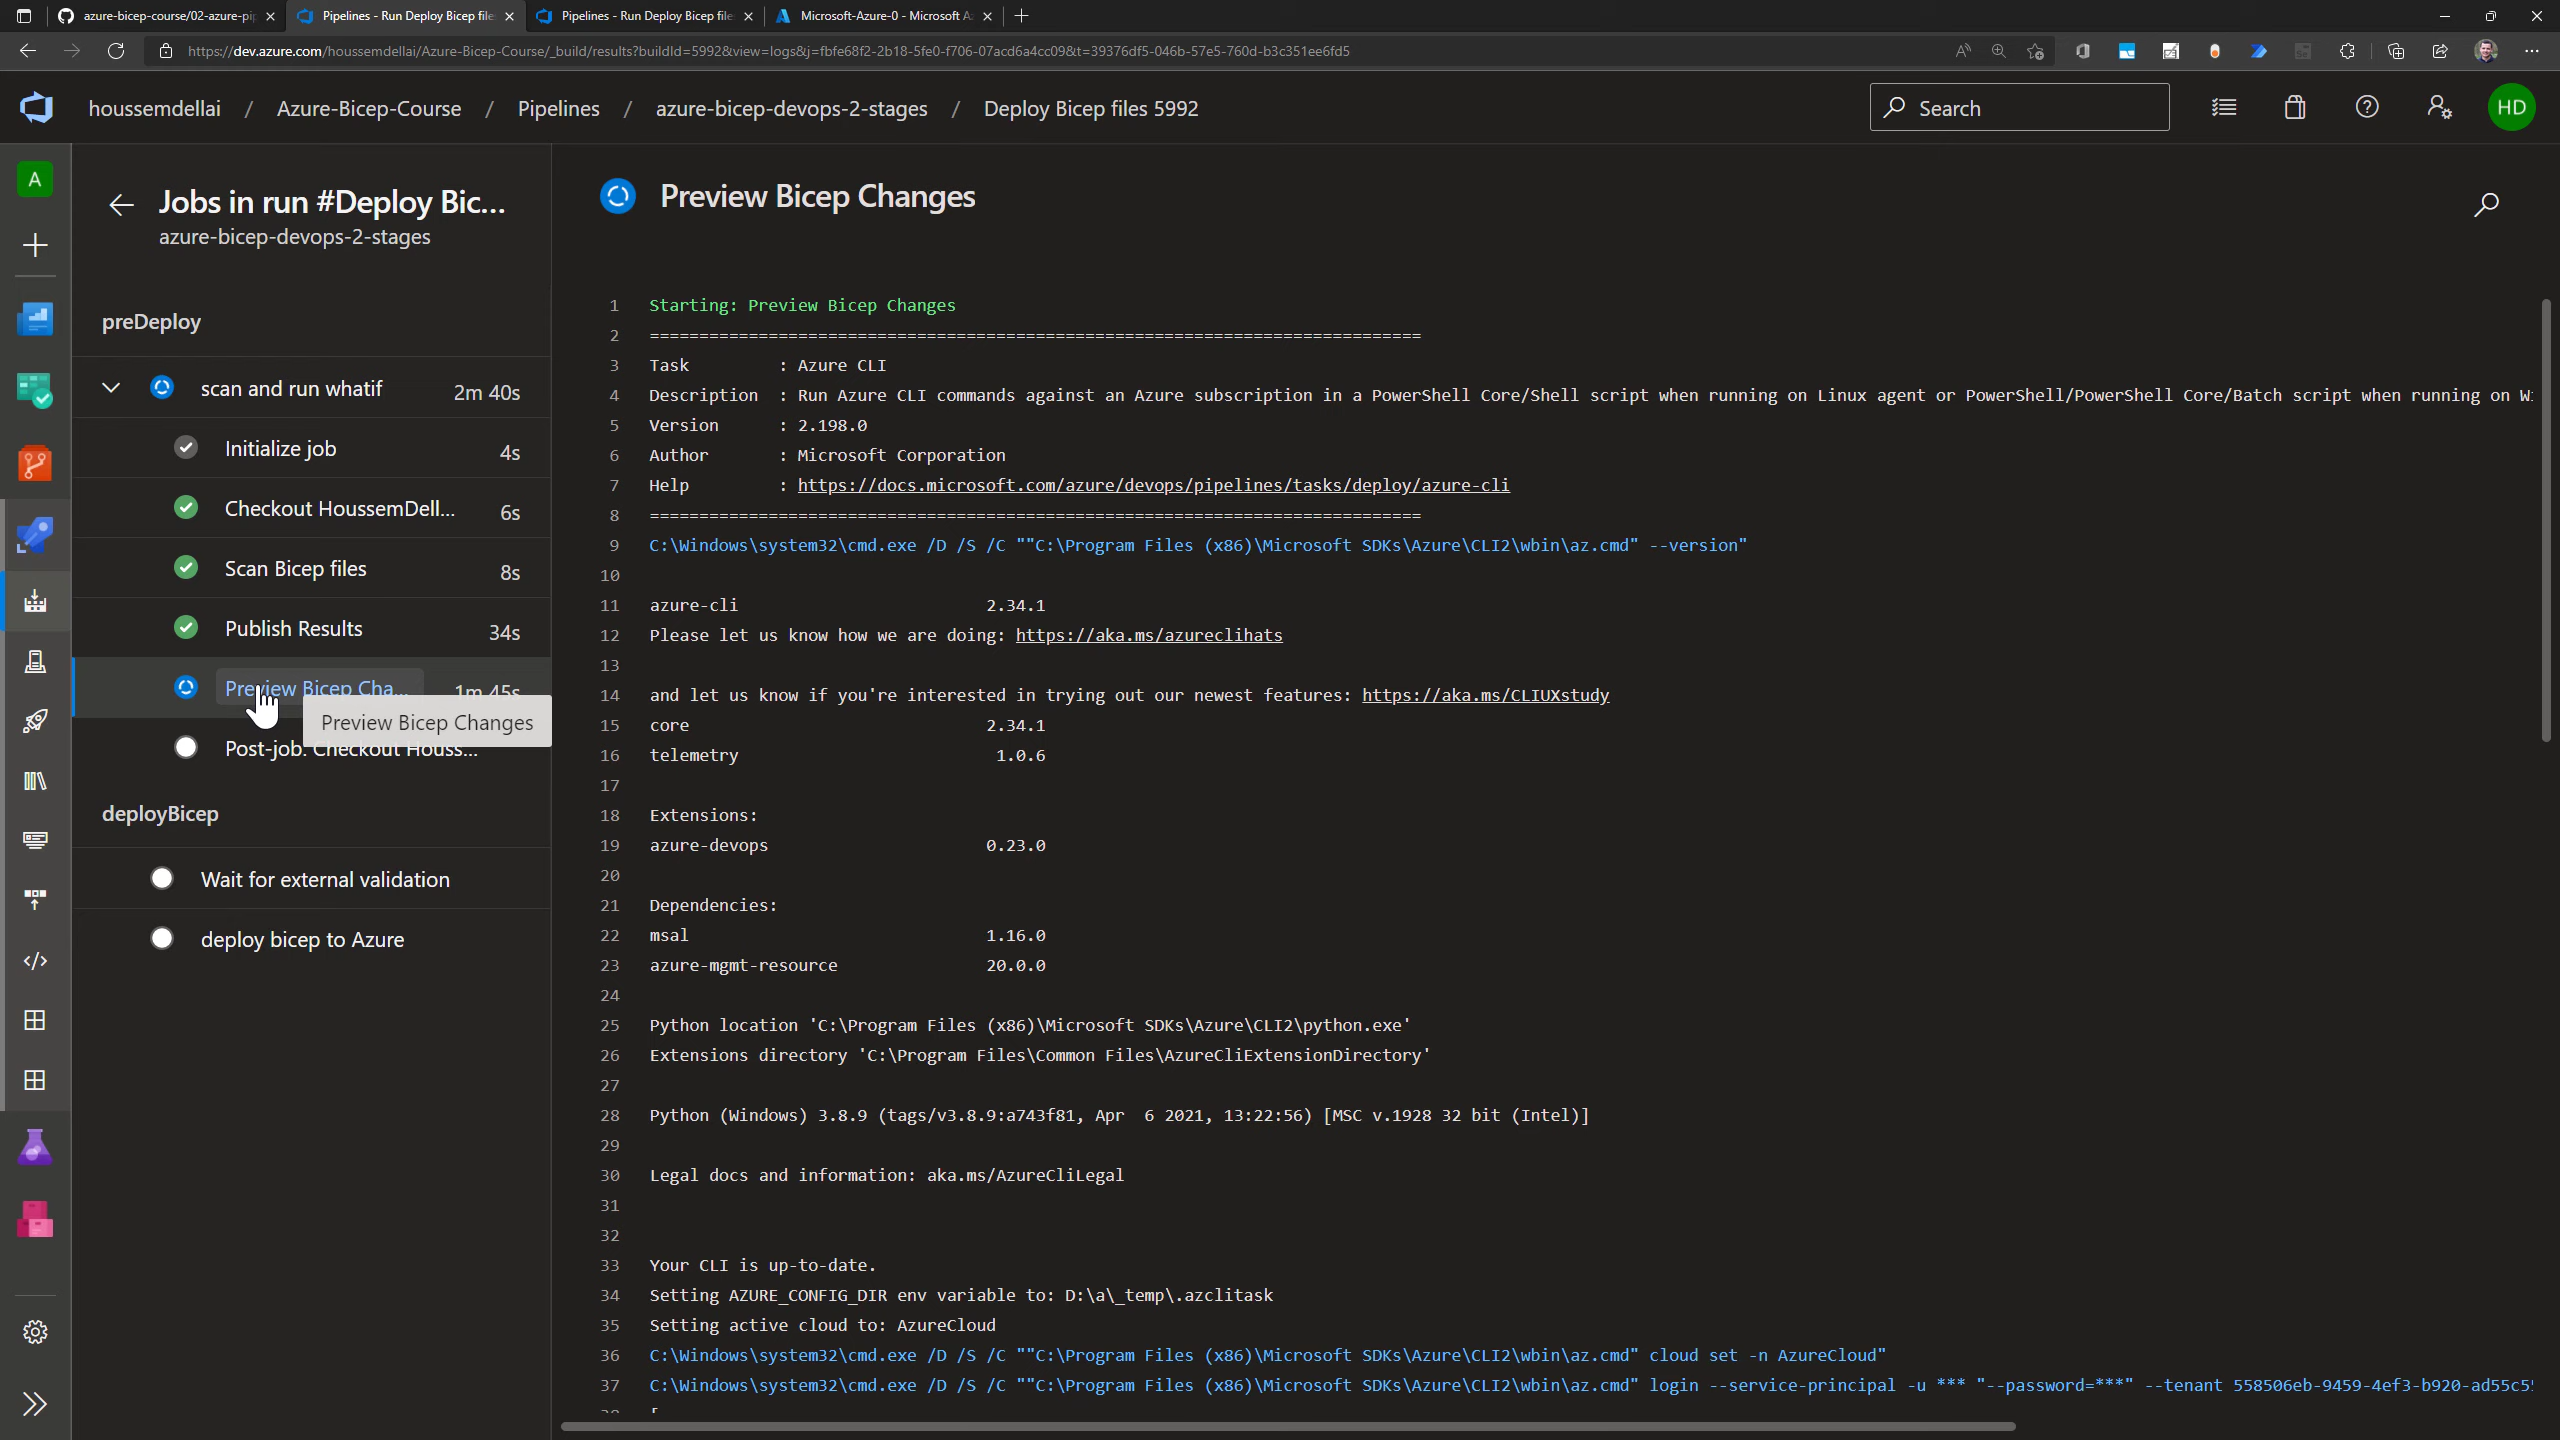 azure-bicep-course/02-azure-pip
Pipelines - Run Deploy Bicep file
Pipelines - Run Deploy Bicep file
Microsoft-Azure-0 - Microsoft A
https://dev.azure.com/houssemdellai/Azure-Bicep-Course/_build/results?buildId=5992&view=logs&j=fbfe68f2-2b18-5fe0-f706-07acd6a4cc09&t=39376df5-046b-57e5-760d-b3c351ee6fd5
houssemdellai / Azure-Bicep-Course / Pipelines / azure-bicep-devops-2-stages / Deploy Bicep files 5992
Search
HD
A
Jobs in run #Deploy Bic...
azure-bicep-devops-2-stages
preDeploy
scan and run whatif 2m 40s
Initialize job 4s
Checkout HoussemDell... 6s
Scan Bicep files 8s
Publish Results 34s
Preview Bicep Cha... 1m 45s
Preview Bicep Changes
Post-job: Checkout Houss...
deployBicep
Wait for external validation
deploy bicep to Azure
Preview Bicep Changes
1 Starting: Preview Bicep Changes
2 ==============================================================================
3 Task : Azure CLI
4 Description : Run Azure CLI commands against an Azure subscription in a PowerShell Core/Shell script when running on Linux agent or PowerShell/PowerShell Core/Batch script when running on Wi
5 Version : 2.198.0
6 Author : Microsoft Corporation
7 Help : https://docs.microsoft.com/azure/devops/pipelines/tasks/deploy/azure-cli
8 ==============================================================================
9 C:\Windows\system32\cmd.exe /D /S /C ""C:\Program Files (x86)\Microsoft SDKs\Azure\CLI2\wbin\az.cmd" --version"
10
11 azure-cli 2.34.1
12 Please let us know how we are doing: https://aka.ms/azureclihats
13
14 and let us know if you're interested in trying out our newest features: https://aka.ms/CLIUXstudy
15 core 2.34.1
16 telemetry 1.0.6
17
18 Extensions:
19 azure-devops 0.23.0
20
21 Dependencies:
22 msal 1.16.0
23 azure-mgmt-resource 20.0.0
24
25 Python location 'C:\Program Files (x86)\Microsoft SDKs\Azure\CLI2\python.exe'
26 Extensions directory 'C:\Program Files\Common Files\AzureCliExtensionDirectory'
27
28 Python (Windows) 3.8.9 (tags/v3.8.9:a743f81, Apr 6 2021, 13:22:56) [MSC v.1928 32 bit (Intel)]
29
30 Legal docs and information: aka.ms/AzureCliLegal
31
32
33 Your CLI is up-to-date.
34 Setting AZURE_CONFIG_DIR env variable to: D:\a\_temp\.azclitask
35 Setting active cloud to: AzureCloud
36 C:\Windows\system32\cmd.exe /D /S /C ""C:\Program Files (x86)\Microsoft SDKs\Azure\CLI2\wbin\az.cmd" cloud set -n AzureCloud"
37 C:\Windows\system32\cmd.exe /D /S /C ""C:\Program Files (x86)\Microsoft SDKs\Azure\CLI2\wbin\az.cmd" login --service-principal -u *** "--password=***" --tenant 558506eb-9459-4ef3-b920-ad55c5